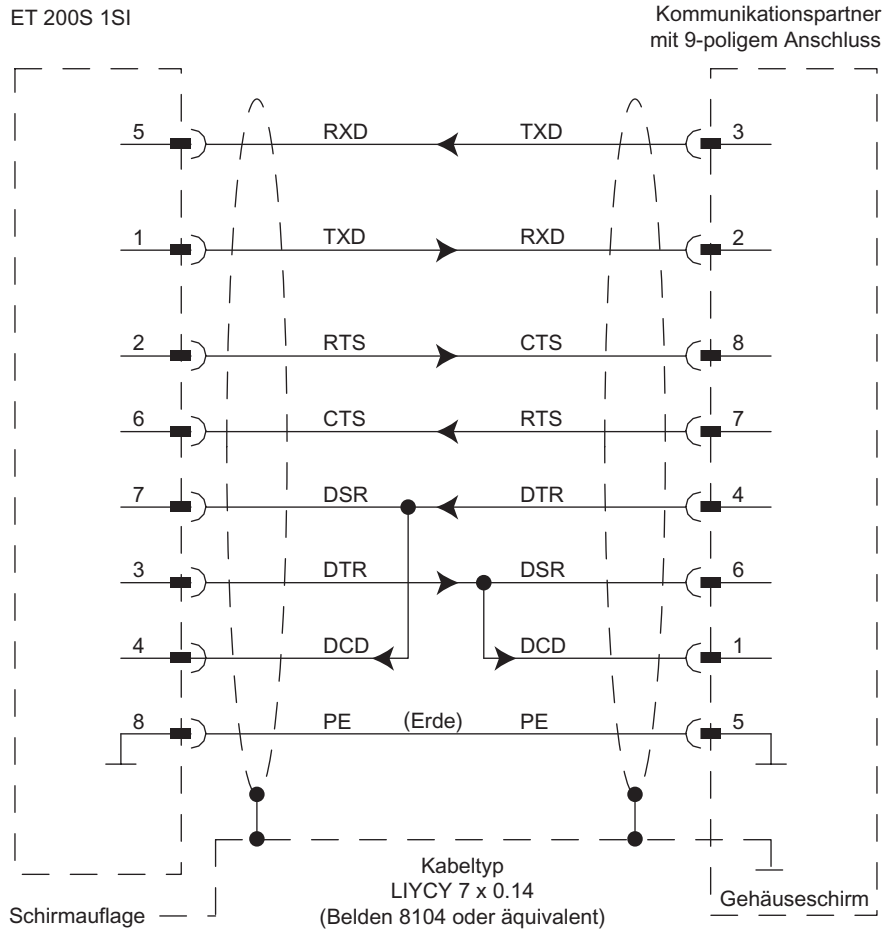 ET 200S 1SI
Kommunikationspartner
mit 9-poligem Anschluss
5 RXD TXD 3
1 TXD RXD 2
2 RTS CTS 8
6 CTS RTS 7
7 DSR DTR 4
3 DTR DSR 6
4 DCD DCD 1
8 PE (Erde) PE 5
Kabeltyp
LIYCY 7 x 0.14
(Belden 8104 oder äquivalent)
Schirmauflage
Gehäuseschirm